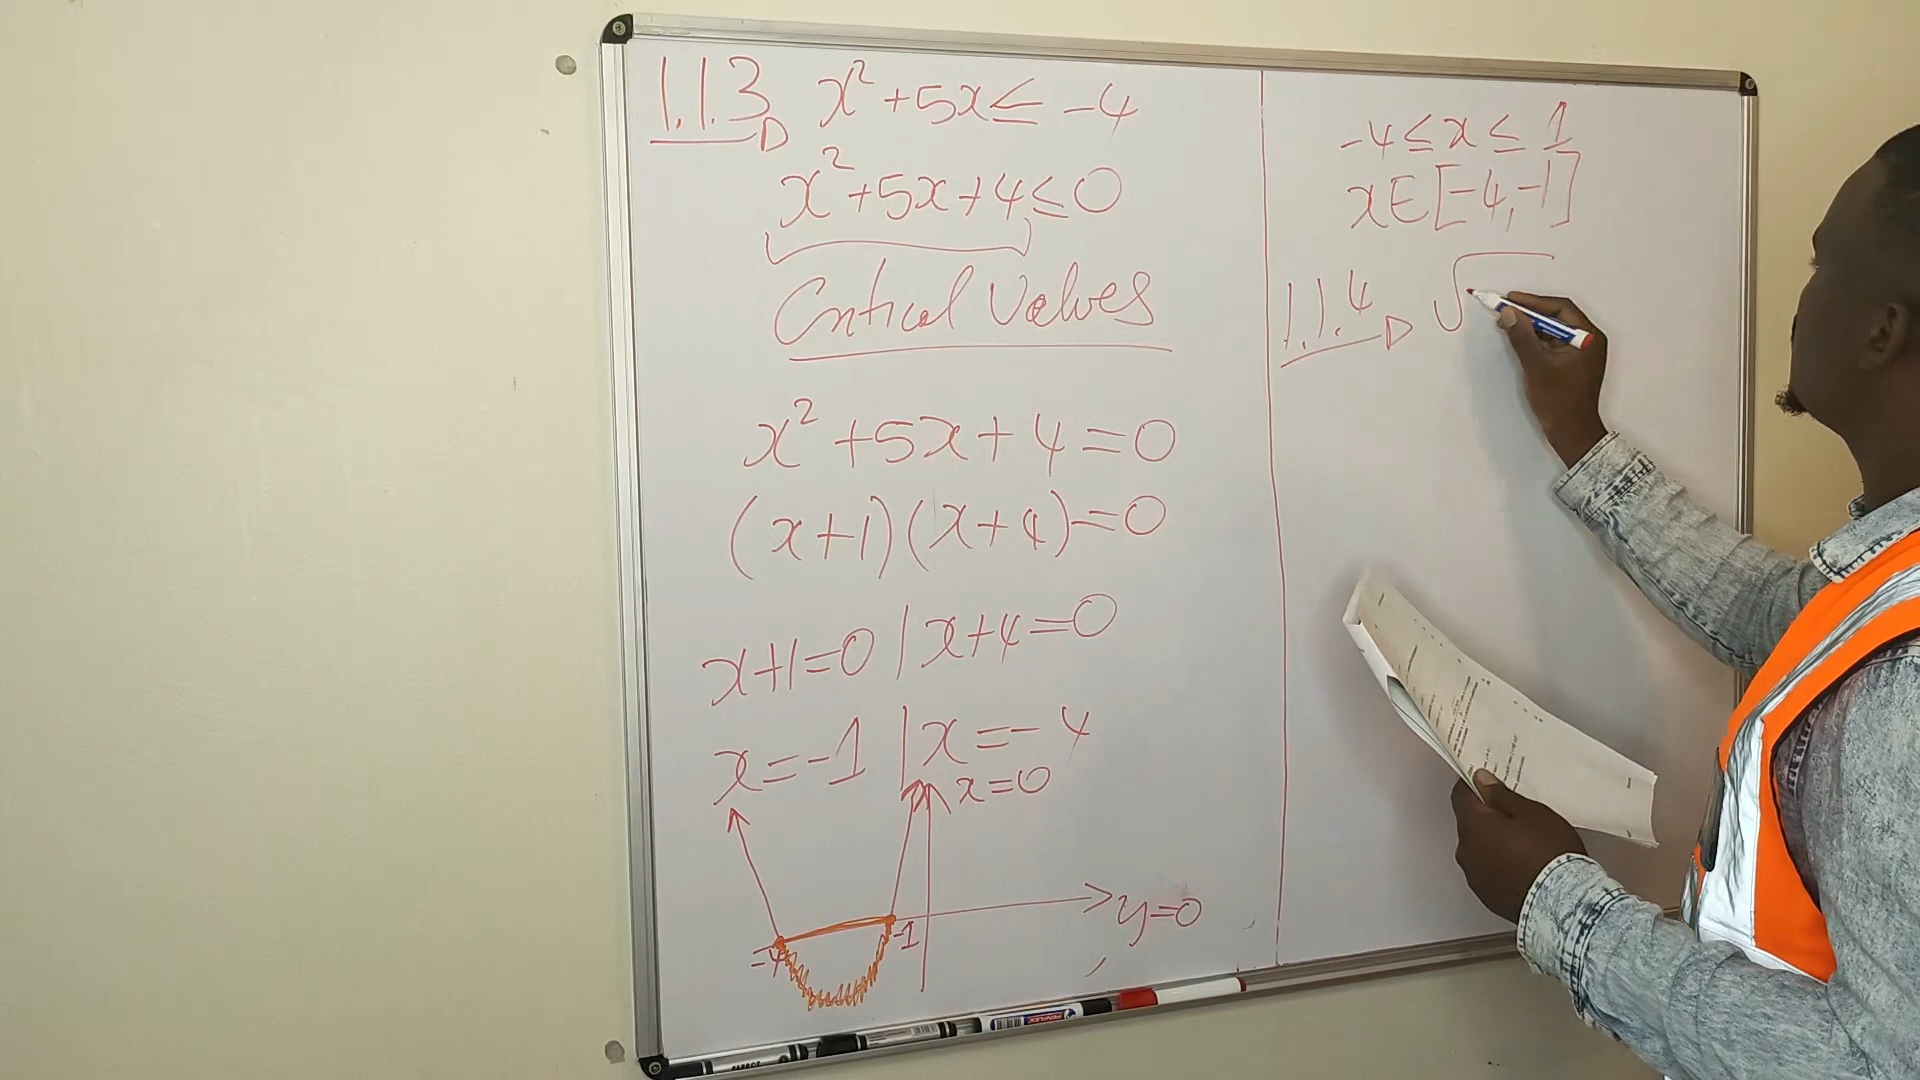 1.1.3 x²+5x≤ -4
x²+5x+4≤0
Critical Values
x²+5x+4=0
(x+1)(x+4)=0
x+1=0 | x+4=0
x=-1 | x=-4
x=0
y=0
-4
-1
-4≤x≤1
x∈[-4,-1]
1.1.4 √
PENFLEX